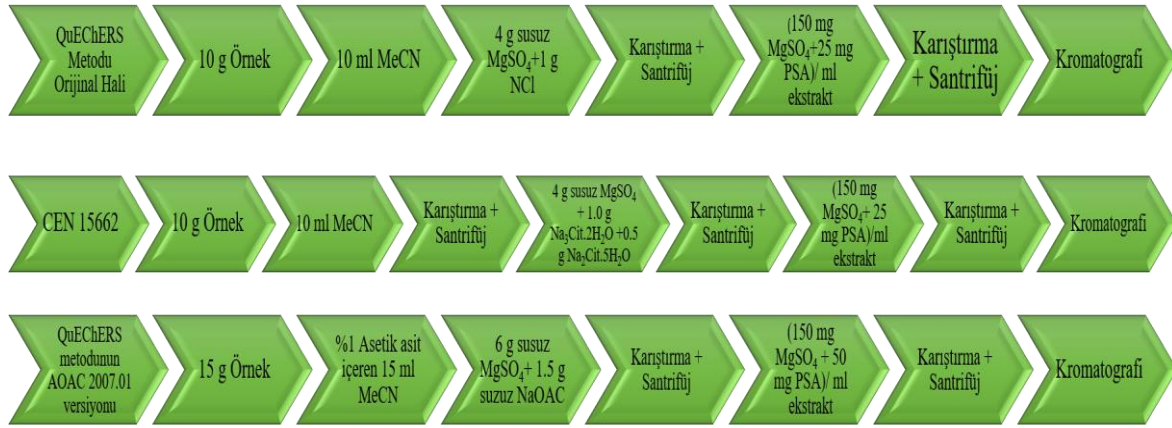 QuEChERS
Metodu
Orijinal Hali
10 g Örnek
10 ml MeCN
4 g susuz
MgSO₄+1 g
NCl
Karıştırma +
Santrifüj
(150 mg
MgSO₄+25 mg
PSA)/ ml
ekstrakt
Karıştırma
+ Santrifüj
Kromatografi
CEN 15662
10 g Örnek
10 ml MeCN
Karıştırma +
Santrifüj
4 g susuz MgSO₄
+ 1.0 g
Na₃Cit.2H₂O +0.5
g Na₂Cit.5H₂O
Karıştırma +
Santrifüj
(150 mg
MgSO₄+ 25
mg PSA)/ml
ekstrakt
Karıştırma +
Santrifüj
Kromatografi
QuEChERS
metodunun
AOAC 2007.01
versiyonu
15 g Örnek
%1 Asetik asit
içeren 15 ml
MeCN
6 g susuz
MgSO₄+ 1.5 g
suzuz NaOAC
Karıştırma +
Santrifüj
(150 mg
MgSO₄ + 50
mg PSA)/ ml
ekstrakt
Karıştırma +
Santrifüj
Kromatografi